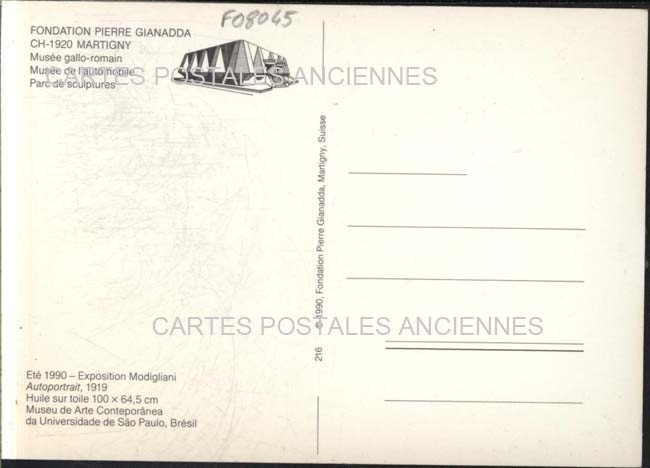 F08045
FONDATION PIERRE GIANADDA
CH-1920 MARTIGNY
Musée gallo-romain
Musée de l'automobile
Parc de sculptures
CARTES POSTALES ANCIENNES
216 © 1990, Fondation Pierre Gianadda, Martigny, Suisse
CARTES POSTALES ANCIENNES
Eté 1990 – Exposition Modigliani
Autoportrait, 1919
Huile sur toile 100 × 64,5 cm
Museu de Arte Conteporânea
da Universidade de São Paulo, Brésil